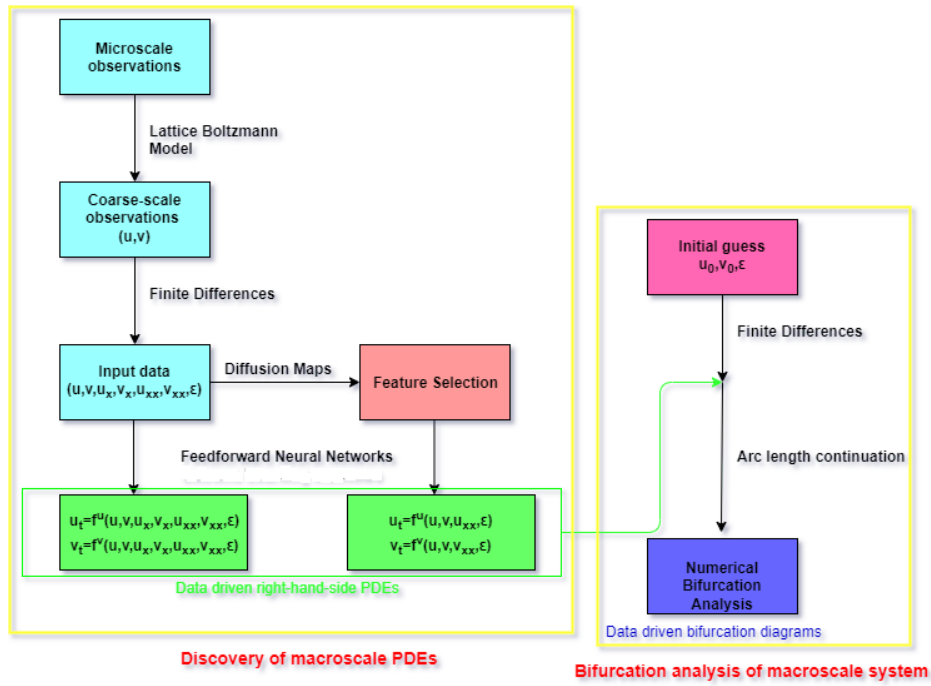 Microscale
observations
Lattice Boltzmann
Model
Coarse-scale
observations
(u,v)
Finite Differences
Input data
(u,v,uₓ,vₓ,uₓₓ,vₓₓ,ε)
Diffusion Maps
Feature Selection
Feedforward Neural Networks
uₜ=fᵘ(u,v,uₓ,vₓ,uₓₓ,vₓₓ,ε)
vₜ=fᵛ(u,v,uₓ,vₓ,uₓₓ,vₓₓ,ε)
uₜ=fᵘ(u,v,uₓₓ,ε)
vₜ=fᵛ(u,v,vₓₓ,ε)
Data driven right-hand-side PDEs
Discovery of macroscale PDEs
Initial guess
u₀,v₀,ε
Finite Differences
Arc length continuation
Numerical
Bifurcation
Analysis
Data driven bifurcation diagrams
Bifurcation analysis of macroscale system